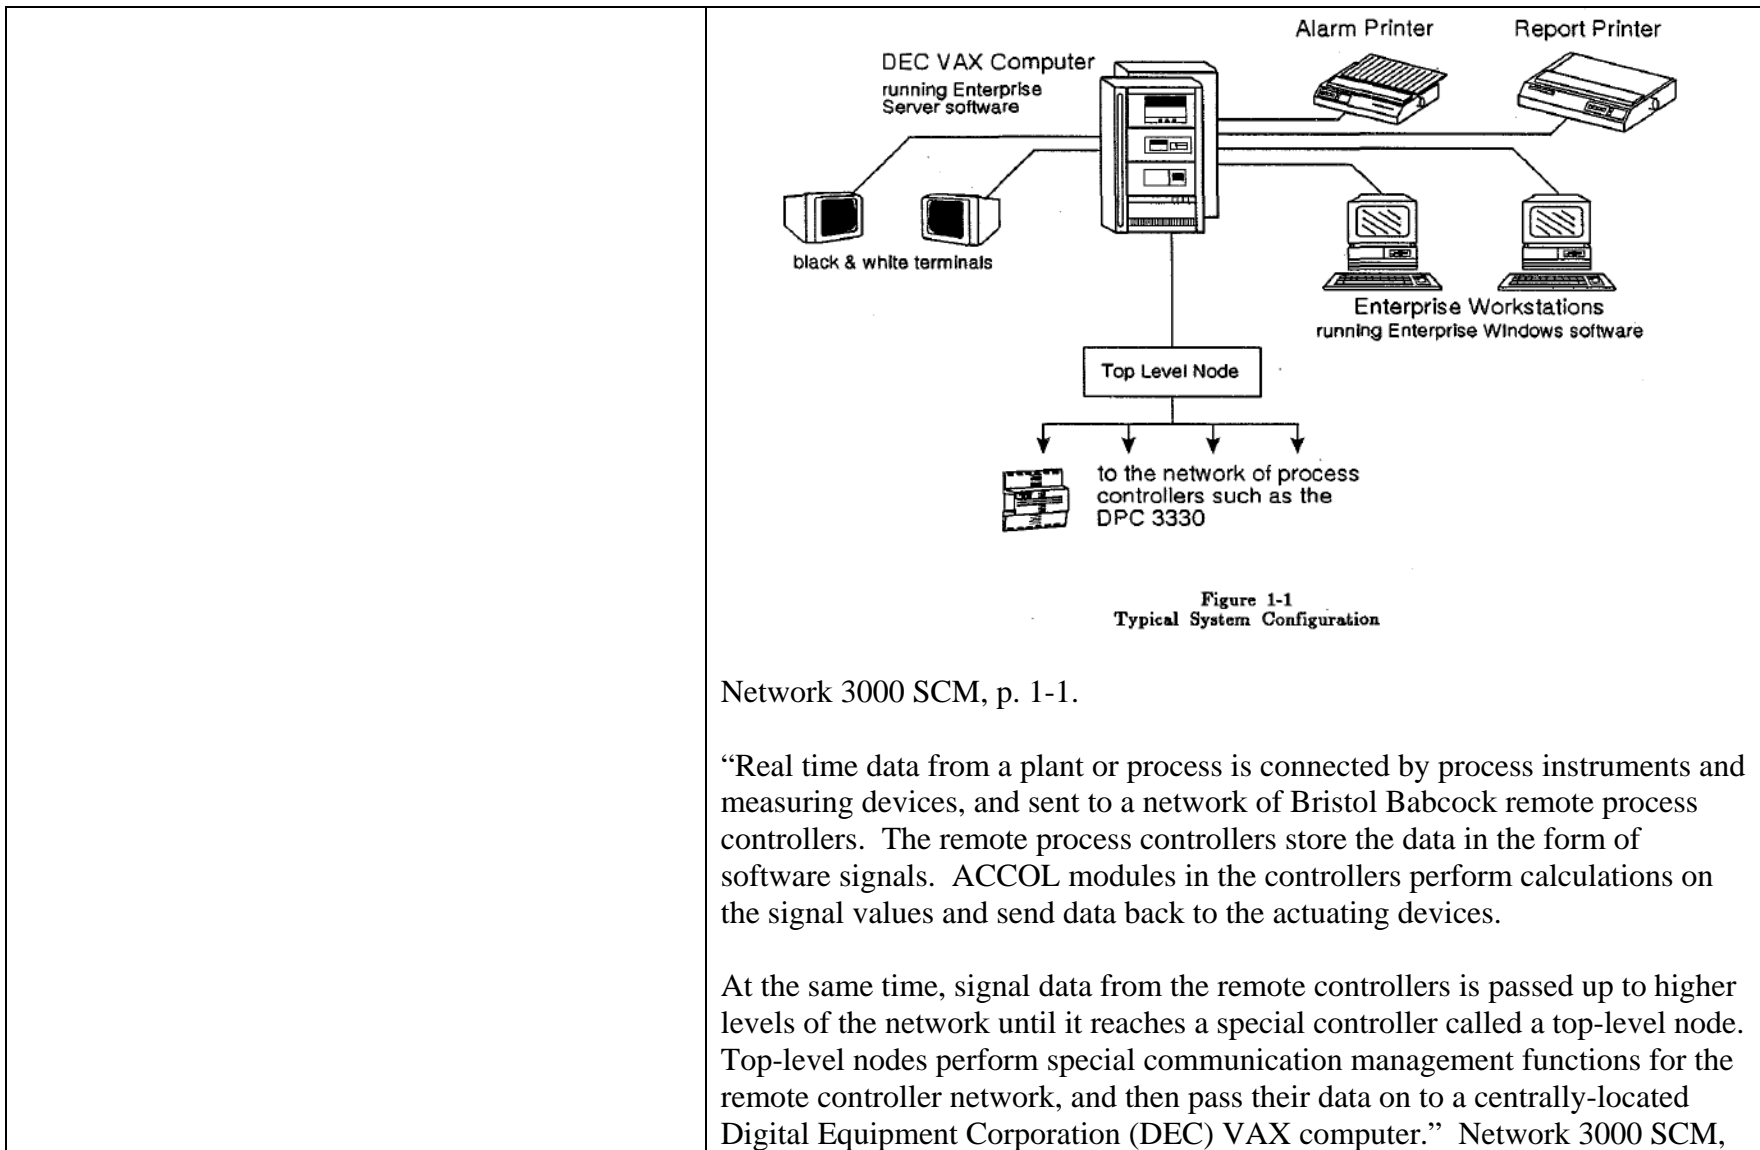 Alarm Printer
Report Printer
DEC VAX Computer
running Enterprise
Server software
black & white terminals
Enterprise Workstations
running Enterprise Windows software
Top Level Node
to the network of process
controllers such as the
DPC 3330
Figure 1-1
Typical System Configuration
Network 3000 SCM, p. 1-1.
“Real time data from a plant or process is connected by process instruments and
measuring devices, and sent to a network of Bristol Babcock remote process
controllers.  The remote process controllers store the data in the form of
software signals.  ACCOL modules in the controllers perform calculations on
the signal values and send data back to the actuating devices.
At the same time, signal data from the remote controllers is passed up to higher
levels of the network until it reaches a special controller called a top-level node.
Top-level nodes perform special communication management functions for the
remote controller network, and then pass their data on to a centrally-located
Digital Equipment Corporation (DEC) VAX computer.”  Network 3000 SCM,